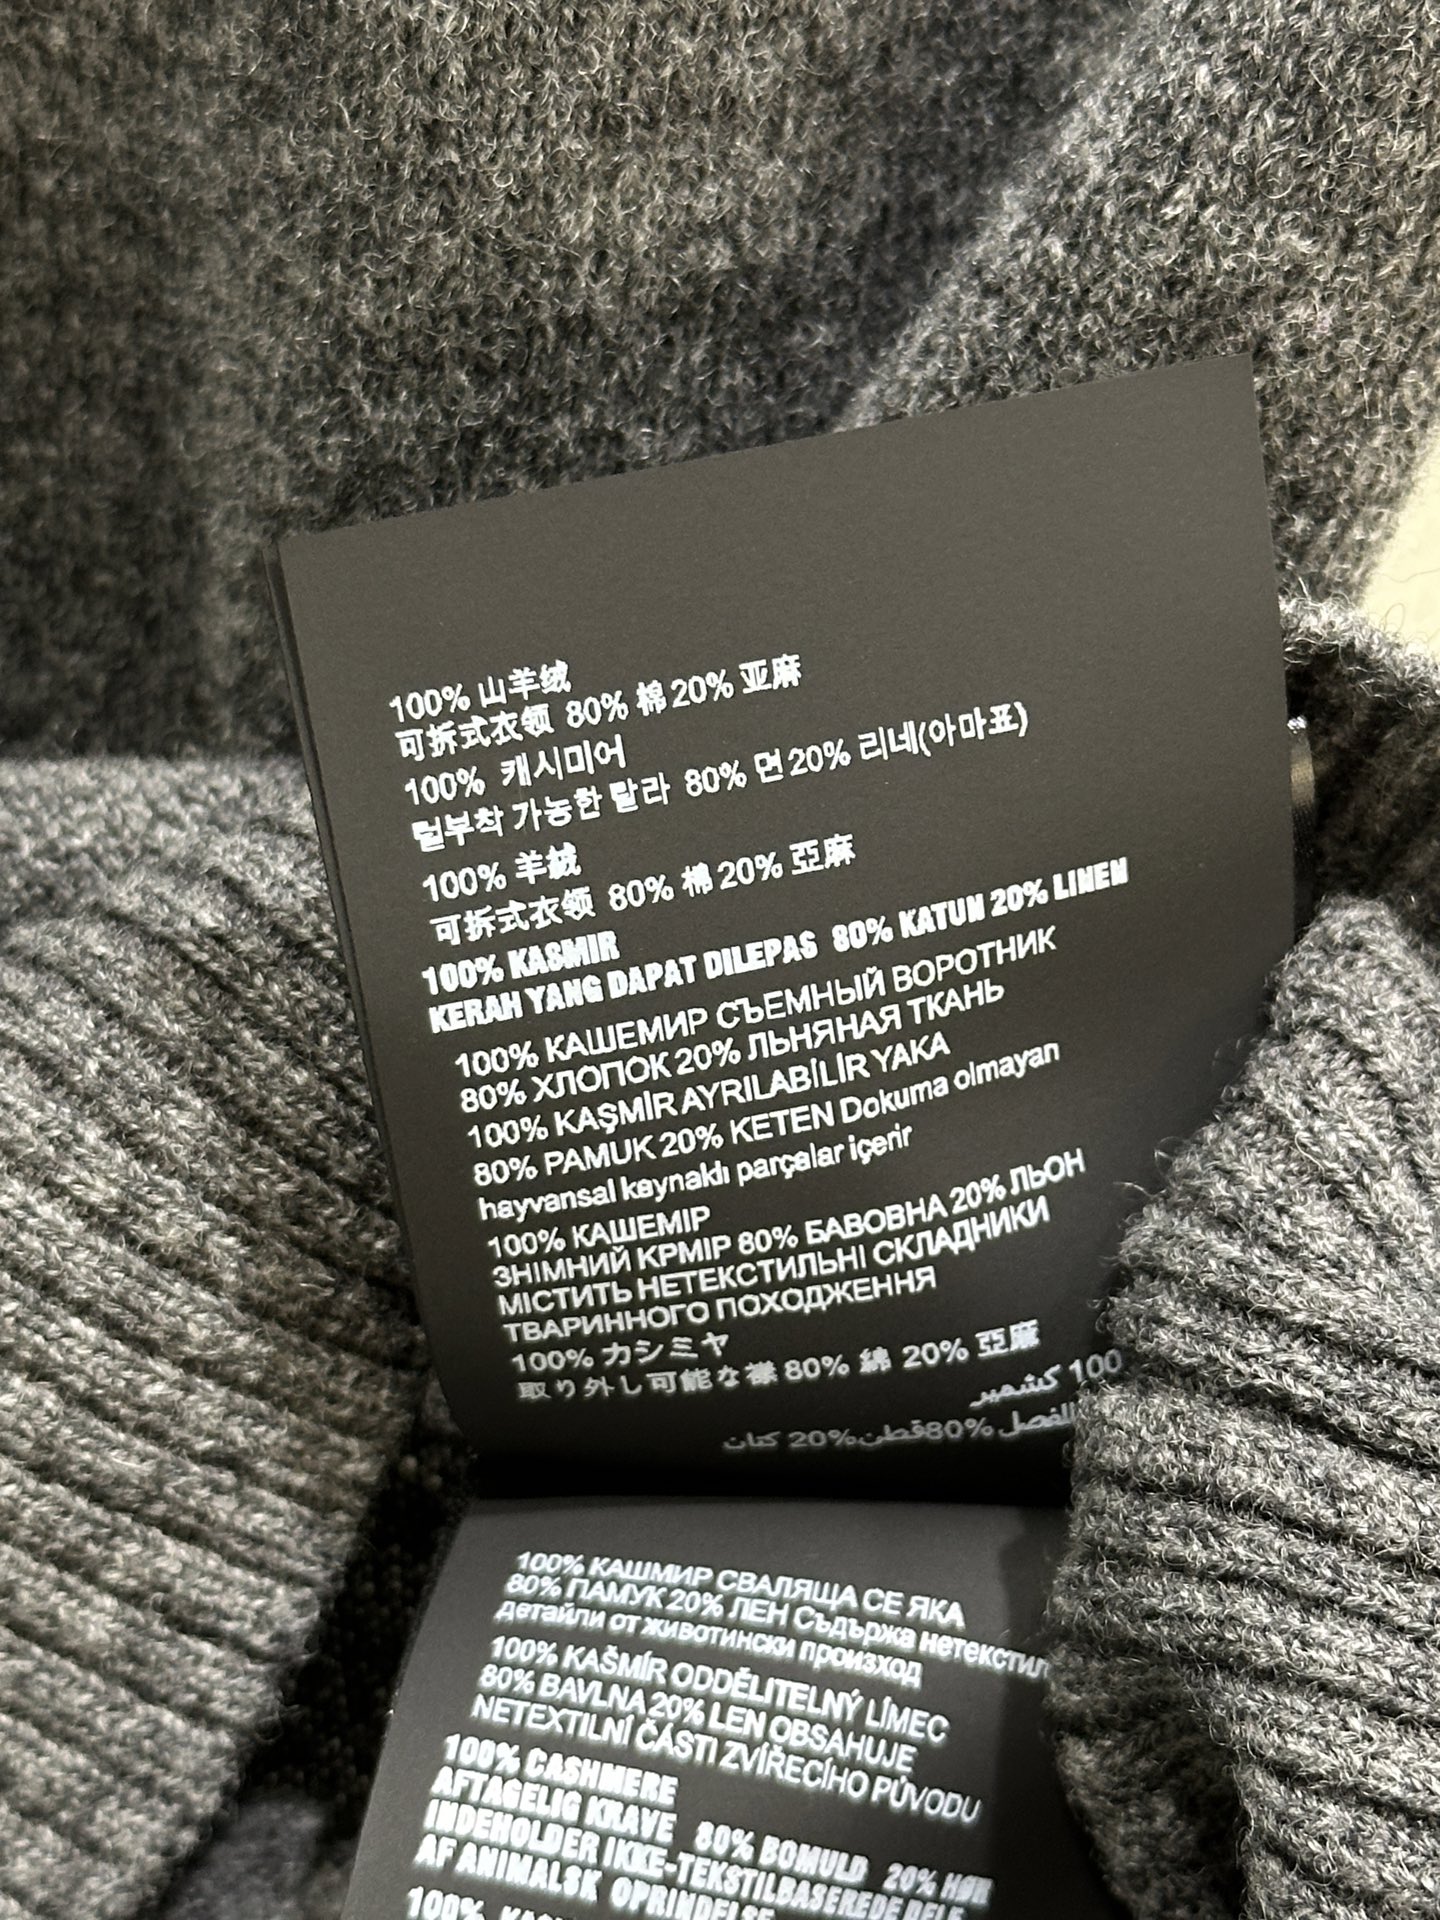 100% 山羊绒
可拆式衣领 80% 棉 20% 亚麻
100% 캐시미어
털부착 가능한 탈라 80% 면 20% 리네(아마표)
100% 羊絨
可拆式衣领 80% 棉 20% 亞麻
100% KASMIR
KERAH YANG DAPAT DILEPAS 80% KATUN 20% LINEN
100% КАШЕМИР СЪЕМНЫЙ ВОРОТНИК
80% ХЛОПОК 20% ЛЬНЯНАЯ ТКАНЬ
100% KAŞMİR AYRILABİLİR YAKA
80% PAMUK 20% KETEN Dokuma olmayan
hayvansal kaynaklı parçalar içerir
100% КАШЕМІР
ЗНІМНИЙ КРМІР 80% БАВОВНА 20% ЛЬОН
МІСТИТЬ НЕТЕКСТИЛЬНІ СКЛАДНИКИ
ТВАРИННОГО ПОХОДЖЕННЯ
100% カシミヤ
取り外し可能な襟 80% 綿 20% 亞麻
100 كشمير
80% قطن 20% كتان
100% КАШМИР СВАЛЯЩА СЕ ЯКА
80% ПАМУК 20% ЛЕН Съдържа нетекстил
детайли от животински произход
100% KAŠMÍR ODDĚLITELNÝ LÍMEC
80% BAVLNA 20% LEN OBSAHUJE
NETEXTILNÍ ČÁSTI ZVÍŘECÍHO PŮVODU
100% CASHMERE
AFTAGELIG KRAVE 80% BOMULD 20% HØR
INDEHOLDER IKKE-TEKSTILBASEREDE DELE
AF ANIMALSK OPRINDELSE
100%